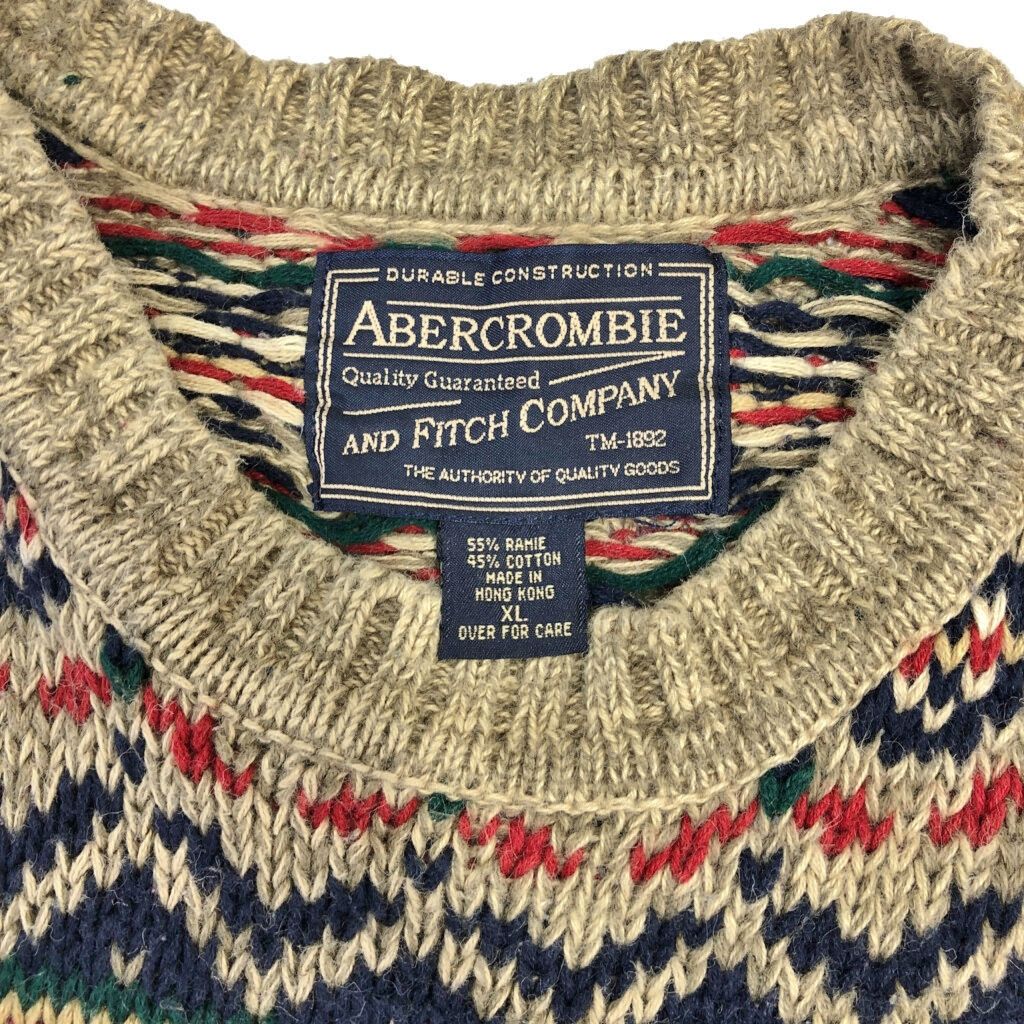 DURABLE CONSTRUCTION
ABERCROMBIE
Quality Guaranteed
AND FITCH COMPANY
TM-1892
THE AUTHORITY OF QUALITY GOODS
55% RAMIE
45% COTTON
MADE IN
HONG KONG
XL
OVER FOR CARE